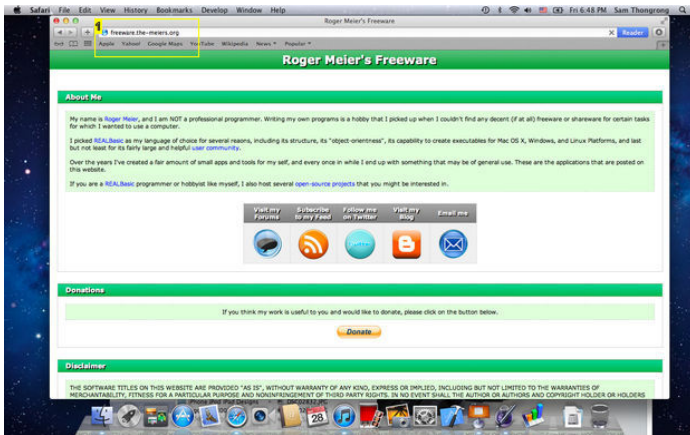 Safari File Edit View History Bookmarks Develop Window Help Fri 6:48 PM Sam Thongrong
Roger Meier's Freeware
1
freeware.the-meiers.org
Reader
Apple Yahoo! Google Maps YouTube Wikipedia News Popular
Roger Meier's Freeware
About Me
My name is Roger Meier, and I am NOT a professional programmer. Writing my own programs is a hobby that I picked up when I couldn't find any decent (if at all) freeware or shareware for certain tasks
for which I wanted to use a computer.
I picked REALBasic as my language of choice for several reasons, including its structure, its "object-orientness", its capability to create executables for Mac OS X, Windows, and Linux Platforms, and last
but not least for its fairly large and helpful user community.
Over the years I've created a fair amount of small apps and tools for my self, and every once in while I end up with something that may be of general use. These are the applications that are posted on
this website.
If you are a REALBasic programmer or hobbyist like myself, I also host several open-source projects that you might be interested in.
Visit my Forums
Subscribe to my Feed
Follow me on Twitter
Visit my Blog
Email me
Donations
If you think my work is useful to you and would like to donate, please click on the button below.
Donate
Disclaimer
THE SOFTWARE TITLES ON THIS WEBSITE ARE PROVIDED "AS IS", WITHOUT WARRANTY OF ANY KIND, EXPRESS OR IMPLIED, INCLUDING BUT NOT LIMITED TO THE WARRANTIES OF
MERCHANTABILITY, FITNESS FOR A PARTICULAR PURPOSE AND NONINFRINGEMENT OF THIRD PARTY RIGHTS. IN NO EVENT SHALL THE AUTHOR OR AUTHORS AND COPYRIGHT HOLDER OR HOLDERS
28